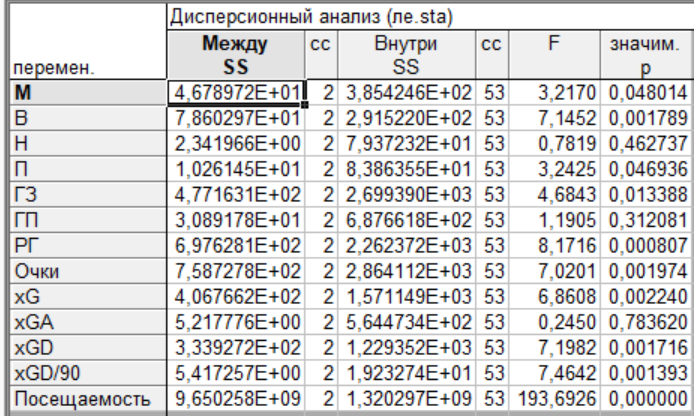 Дисперсионный анализ (ле.sta)
перемен. Между SS сс Внутри SS сс F значим. p
М 4,678972E+01 2 3,854246E+02 53 3,2170 0,048014
В 7,860297E+01 2 2,915220E+02 53 7,1452 0,001789
Н 2,341966E+00 2 7,937232E+01 53 0,7819 0,462737
П 1,026145E+01 2 8,386355E+01 53 3,2425 0,046936
ГЗ 4,771631E+02 2 2,699390E+03 53 4,6843 0,013388
ГП 3,089178E+01 2 6,876618E+02 53 1,1905 0,312081
РГ 6,976281E+02 2 2,262372E+03 53 8,1716 0,000807
Очки 7,587278E+02 2 2,864112E+03 53 7,0201 0,001974
xG 4,067662E+02 2 1,571149E+03 53 6,8608 0,002240
xGA 5,217776E+00 2 5,644734E+02 53 0,2450 0,783620
xGD 3,339272E+02 2 1,229352E+03 53 7,1982 0,001716
xGD/90 5,417257E+00 2 1,923274E+01 53 7,4642 0,001393
Посещаемость 9,650258E+09 2 1,320297E+09 53 193,6926 0,000000